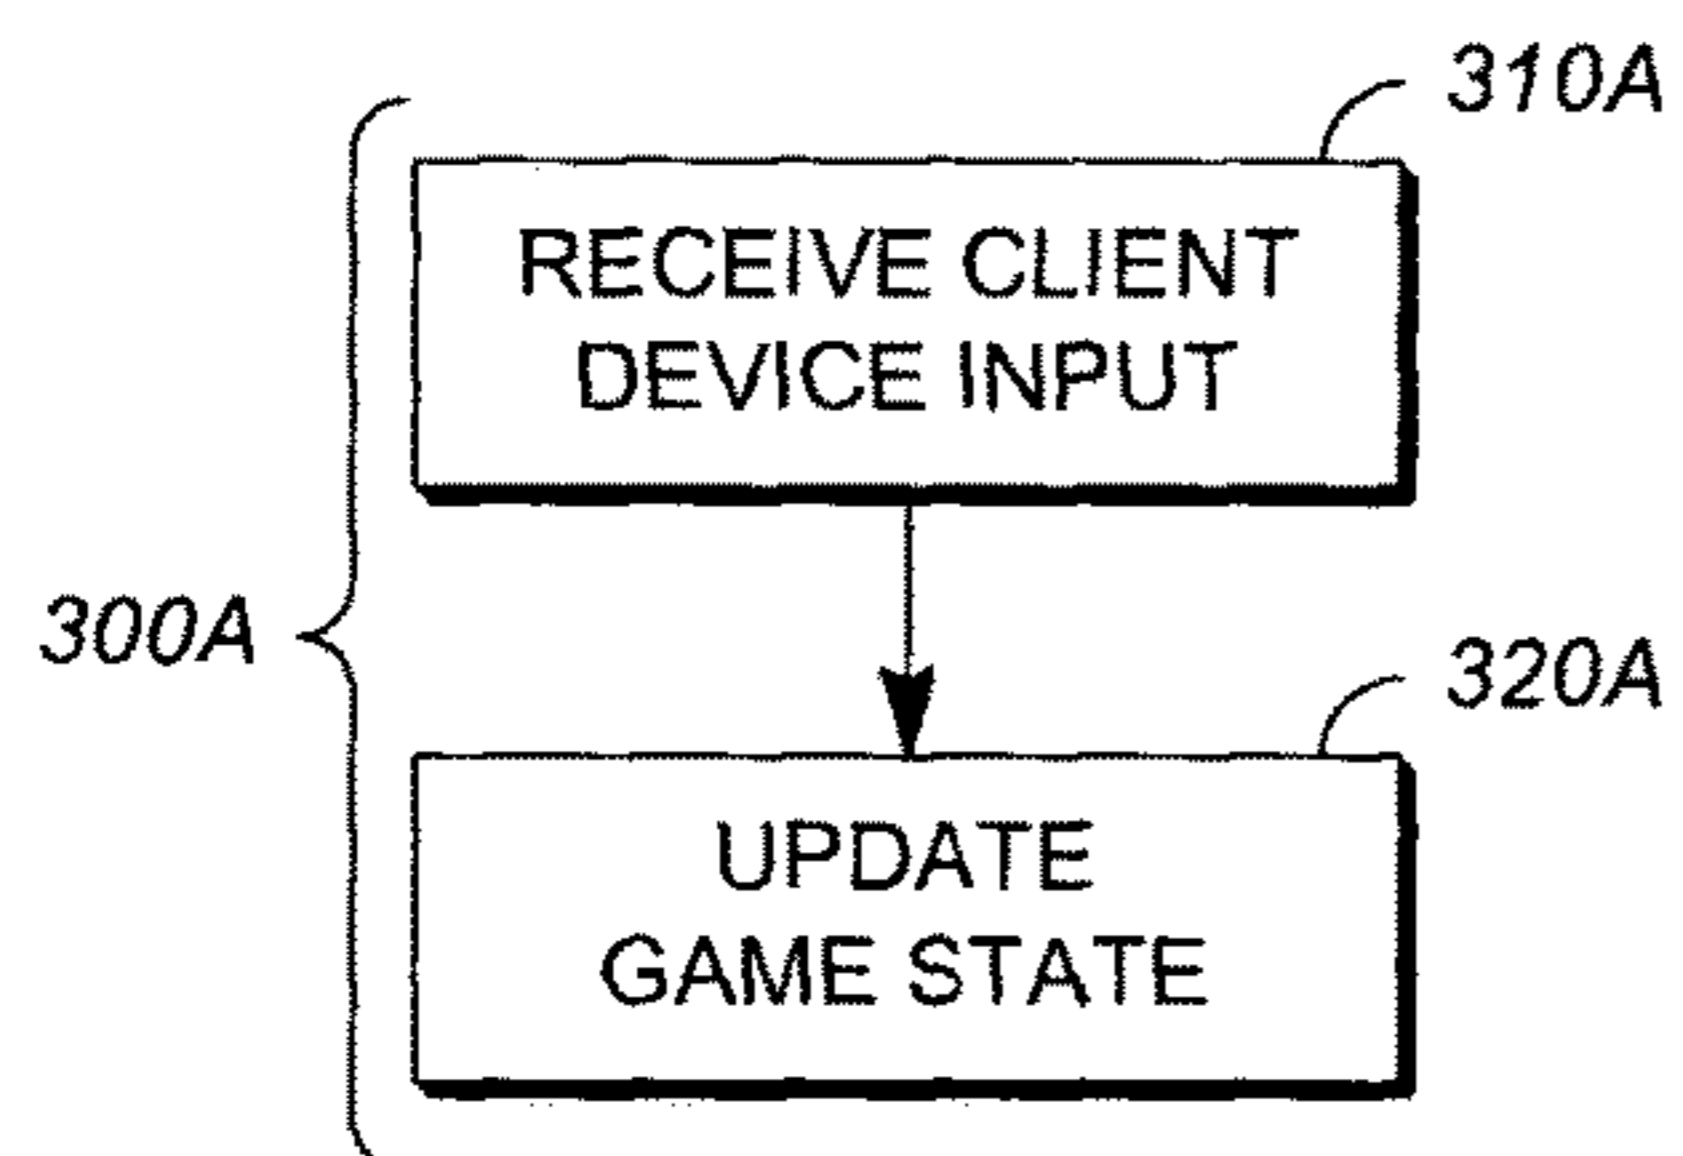 310A
RECEIVE CLIENT
DEVICE INPUT
300A
320A
UPDATE
GAME STATE